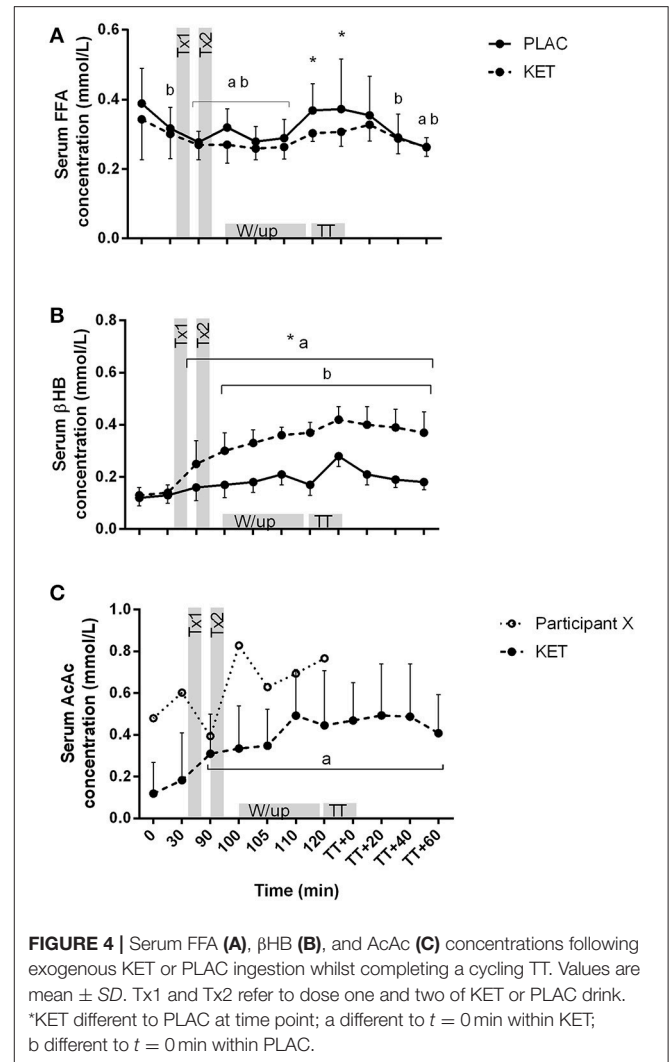 A
Serum FFA
concentration (mmol/L)
0.6
0.4
0.2
0.0
Tx1
Tx2
b
a b
*
*
b
a b
W/up
TT
PLAC
KET
B
Serum βHB
concentration (mmol/L)
0.8
0.6
0.4
0.2
0.0
Tx1
Tx2
* a
b
W/up
TT
C
Serum AcAc
concentration (mmol/L)
1.0
0.8
0.6
0.4
0.2
0.0
Tx1
Tx2
a
W/up
TT
Participant X
KET
0
30
90
100
105
110
120
TT+0
TT+20
TT+40
TT+60
Time (min)
FIGURE 4 | Serum FFA (A), βHB (B), and AcAc (C) concentrations following
exogenous KET or PLAC ingestion whilst completing a cycling TT. Values are
mean ± SD. Tx1 and Tx2 refer to dose one and two of KET or PLAC drink.
*KET different to PLAC at time point; a different to t = 0 min within KET;
b different to t = 0 min within PLAC.